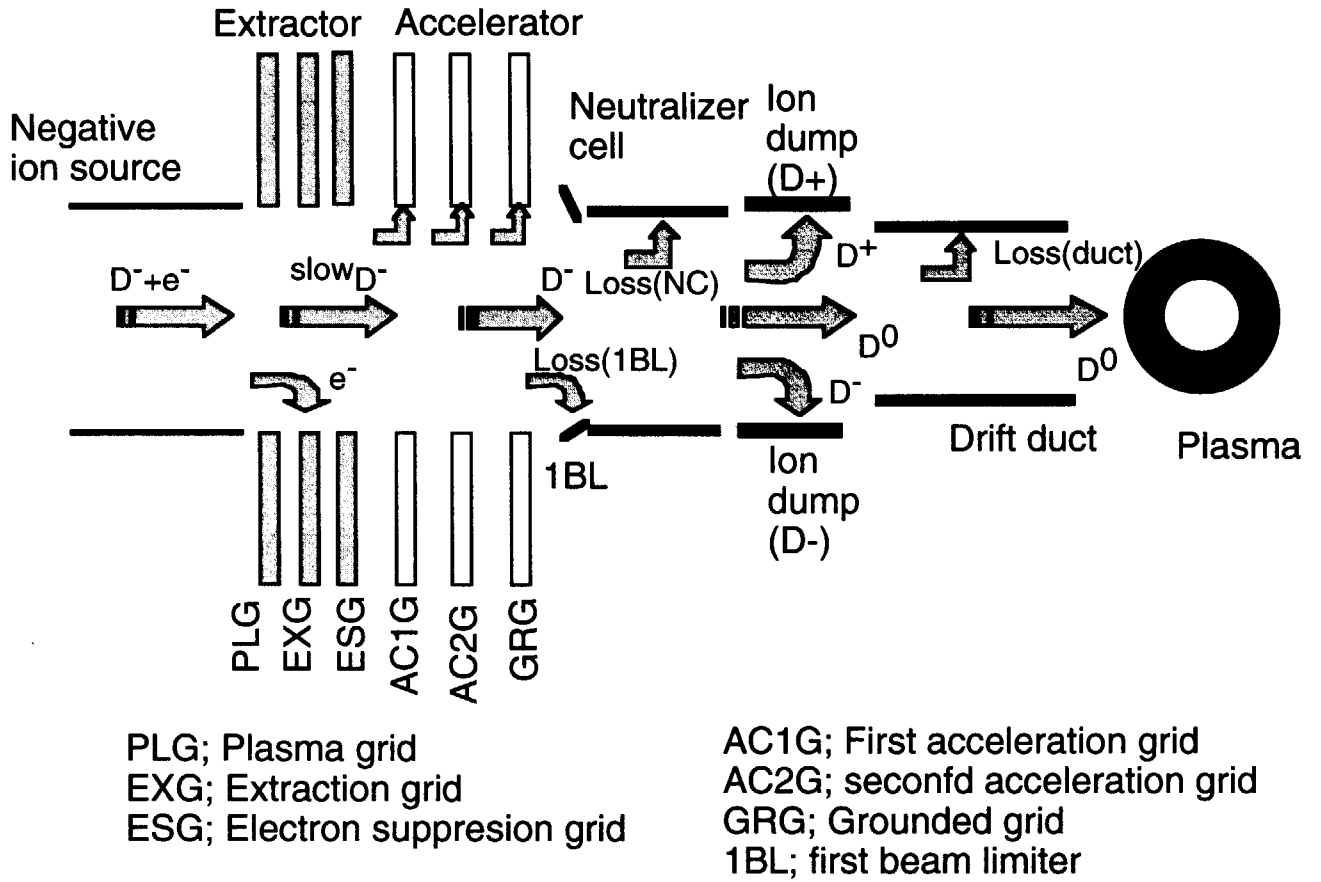 Extractor
Accelerator
Negative
ion source
Neutralizer
cell
Ion
dump
(D+)
D⁻+e⁻
slowD⁻
D⁻
Loss(NC)
D⁺
Loss(duct)
D⁰
D⁰
e⁻
Loss(1BL)
D⁻
1BL
Ion
dump
(D-)
Drift duct
Plasma
PLG
EXG
ESG
AC1G
AC2G
GRG
PLG; Plasma grid
EXG; Extraction grid
ESG; Electron suppresion grid
AC1G; First acceleration grid
AC2G; seconfd acceleration grid
GRG; Grounded grid
1BL; first beam limiter